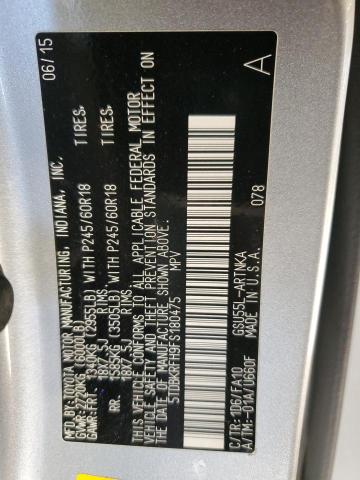 MFD. BY: TOYOTA MOTOR MANUFACTURING, INDIANA, INC. 06/15
GVWR: 2720KG (6000LB)
GAWR: FRT. 1340KG (2955LB) WITH P245/60R18 TIRES,
18X7.5J RIMS,
RR. 1585KG (3505LB) WITH P245/60R18 TIRES,
18X7.5J RIMS,
THIS VEHICLE CONFORMS TO ALL APPLICABLE FEDERAL MOTOR
VEHICLE SAFETY AND THEFT PREVENTION STANDARDS IN EFFECT ON
THE DATE OF MANUFACTURE SHOWN ABOVE.
5TDBKRFH9FS180475 MPV A
078
C/TR: 1D6/FA10 GSU55L-ARTNKA
A/TM: -01A/U660F MADE IN U.S.A.